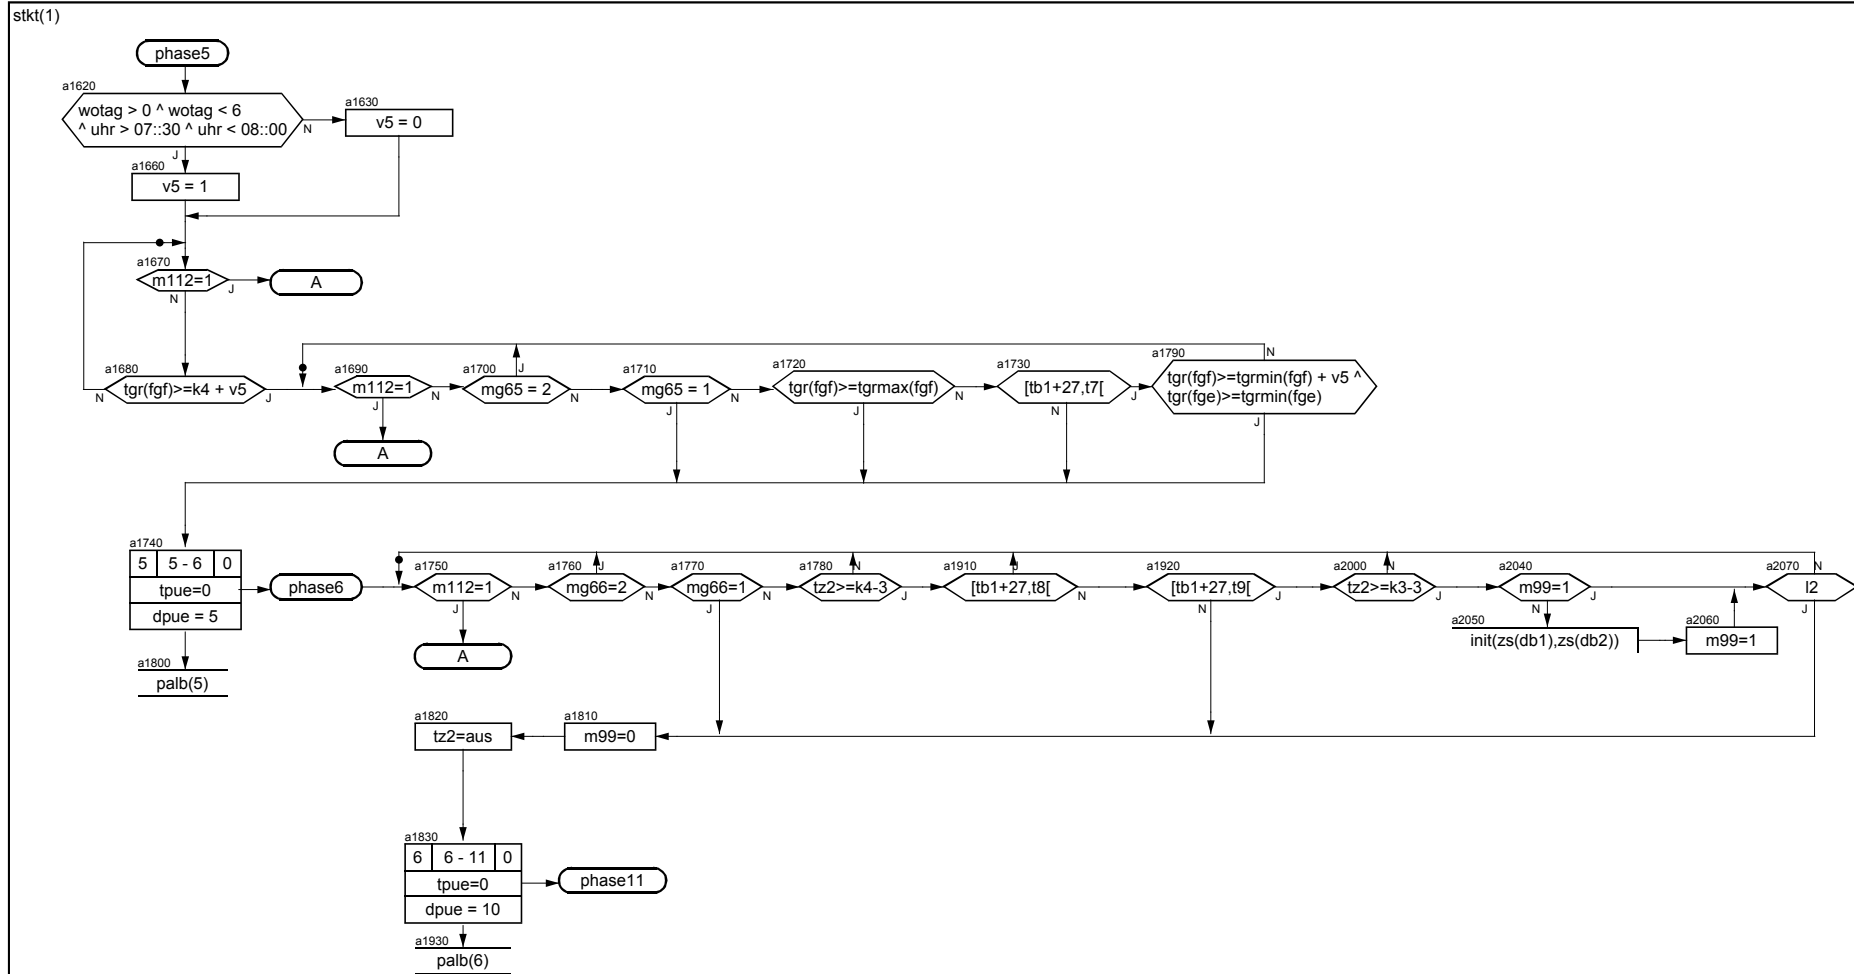 stkt(1)
phase5
a1620
wotag > 0 ^ wotag < 6
^ uhr > 07::30 ^ uhr < 08::00
N
J
a1630
v5 = 0
a1660
v5 = 1
a1670
m112=1
J
N
A
a1680
tgr(fgf)>=k4 + v5
N
J
a1690
m112=1
N
J
A
a1700
mg65 = 2
J
N
a1710
mg65 = 1
N
J
a1720
tgr(fgf)>=tgrmax(fgf)
N
J
a1730
[tb1+27,t7[
J
N
a1790
N
tgr(fgf)>=tgrmin(fgf) + v5 ^
tgr(fge)>=tgrmin(fge)
J
a1740
5 5 - 6 0
tpue=0
dpue = 5
a1800
palb(5)
phase6
a1750
m112=1
N
J
A
a1760
J
mg66=2
N
a1770
mg66=1
N
J
a1780
N
tz2>=k4-3
J
a1910
J
[tb1+27,t8[
N
a1920
[tb1+27,t9[
J
N
a2000
N
tz2>=k3-3
J
a2040
m99=1
J
N
a2050
init(zs(db1),zs(db2))
a2060
m99=1
a2070
N
l2
J
a1820
tz2=aus
a1810
m99=0
a1830
6 6 - 11 0
tpue=0
dpue = 10
phase11
a1930
palb(6)